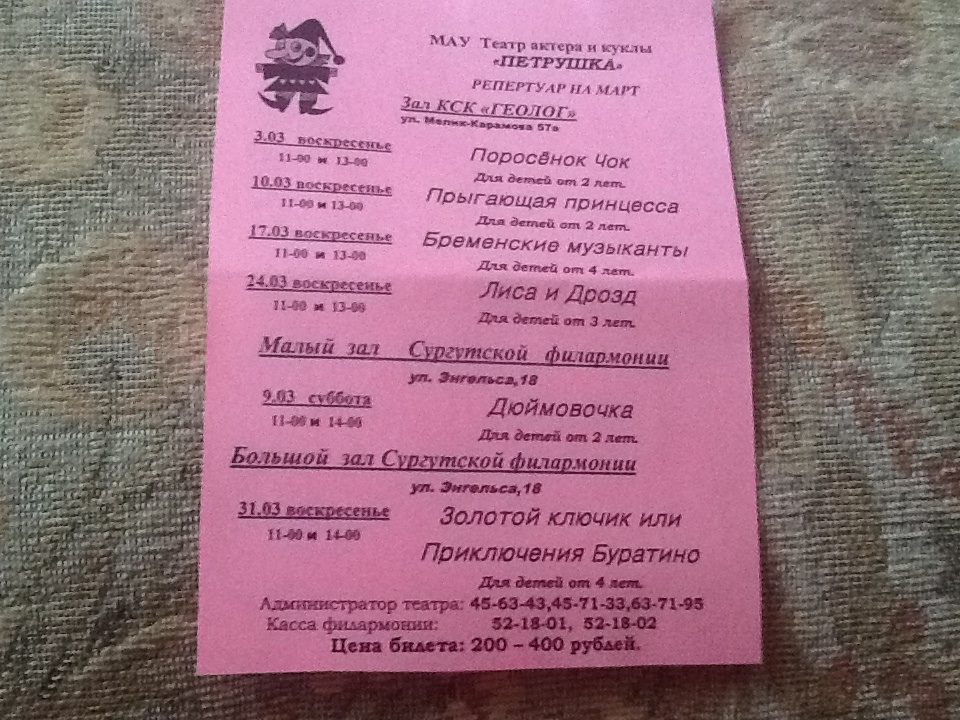 МАУ Театр актера и куклы
«ПЕТРУШКА»
РЕПЕРТУАР НА МАРТ
Зал КСК «ГЕОЛОГ»
ул. Мелик-Карамова 57а
3.03 воскресенье
11-00 и 13-00
Поросёнок Чок
Для детей от 2 лет.
10.03 воскресенье
11-00 и 13-00
Прыгающая принцесса
Для детей от 2 лет.
17.03 воскресенье
11-00 и 13-00
Бременские музыканты
Для детей от 4 лет.
24.03 воскресенье
11-00 и 13-00
Лиса и Дрозд
Для детей от 3 лет.
Малый зал Сургутской филармонии
ул. Энгельса,18
9.03 суббота
11-00 и 14-00
Дюймовочка
Для детей от 2 лет.
Большой зал Сургутской филармонии
ул. Энгельса,18
31.03 воскресенье
11-00 и 14-00
Золотой ключик или
Приключения Буратино
Для детей от 4 лет.
Администратор театра: 45-63-43,45-71-33,63-71-95
Касса филармонии: 52-18-01, 52-18-02
Цена билета: 200 – 400 рублей.